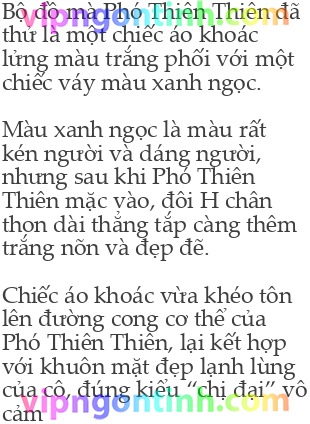 Bộ đồ mà Phó Thiên Thiên đã
vipngontinh.com
thử là một chiếc áo khoác
lửng màu trắng phối với một
chiếc váy màu xanh ngọc.
Màu xanh ngọc là màu rất
kén người và dáng người,
nhưng sau khi Phó Thiên
Thiên mặc vào, đôi H chân
thon dài thẳng tắp càng thêm
trắng nõn và đẹp đẽ.
Chiếc áo khoác vừa khéo tôn
lên đường cong cơ thể của
Phó Thiên Thiên, lại kết hợp
với khuôn mặt đẹp lạnh lùng
của cô, đúng kiểu “chị đại” vô
vipngontinh.com
cảm